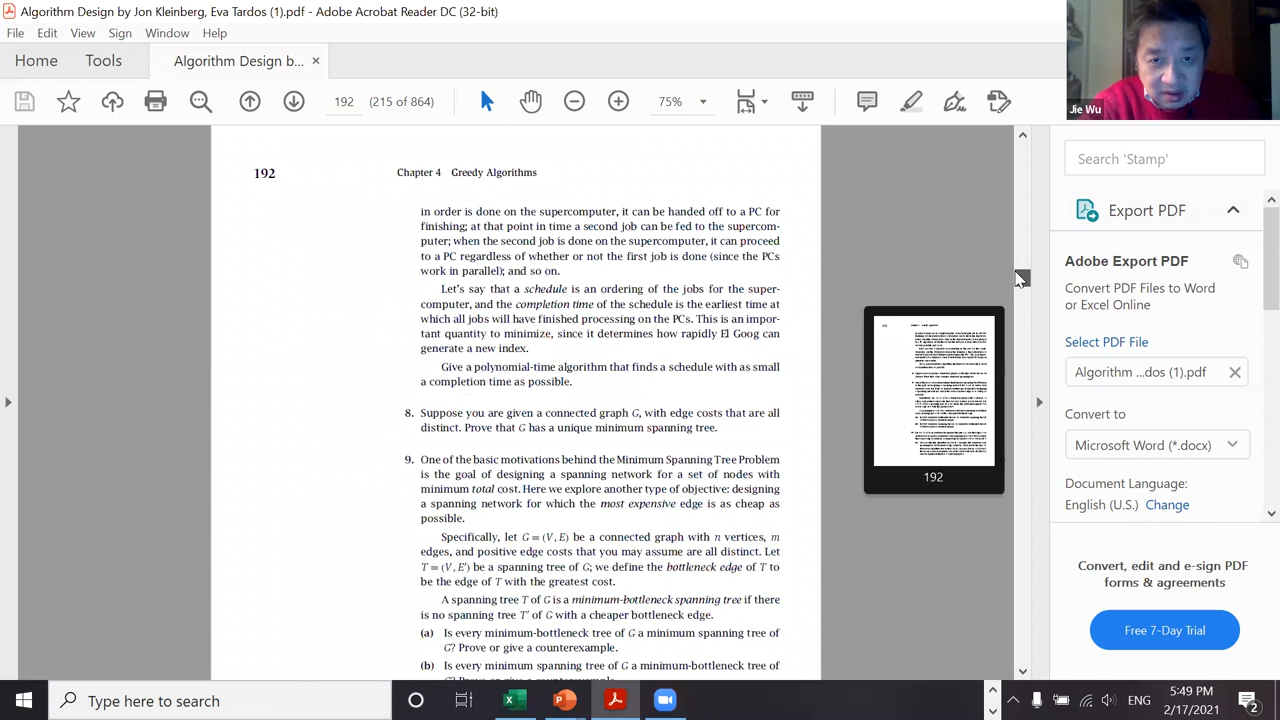 Algorithm Design by Jon Kleinberg, Eva Tardos (1).pdf - Adobe Acrobat Reader DC (32-bit)
File Edit View Sign Window Help
Home Tools Algorithm Design b... ×
192 (215 of 864) 75%
Jie Wu
Search 'Stamp'
Export PDF
Adobe Export PDF
Convert PDF Files to Word
or Excel Online
Select PDF File
Algorithm ...dos (1).pdf
Convert to
Microsoft Word (*.docx)
Document Language:
English (U.S.) Change
Convert, edit and e-sign PDF
forms & agreements
Free 7-Day Trial
192 Chapter 4 Greedy Algorithms
in order is done on the supercomputer, it can be handed off to a PC for
finishing; at that point in time a second job can be fed to the supercom-
puter; when the second job is done on the supercomputer, it can proceed
to a PC regardless of whether or not the first job is done (since the PCs
work in parallel); and so on.
Let's say that a schedule is an ordering of the jobs for the super-
computer, and the completion time of the schedule is the earliest time at
which all jobs will have finished processing on the PCs. This is an impor-
tant quantity to minimize, since it determines how rapidly El Goog can
generate a new index.
Give a polynomial-time algorithm that finds a schedule with as small
a completion time as possible.
8. Suppose you are given a connected graph G, with edge costs that are all
distinct. Prove that G has a unique minimum spanning tree.
9. One of the basic motivations behind the Minimum Spanning Tree Problem
is the goal of designing a spanning network for a set of nodes with
minimum total cost. Here we explore another type of objective: designing
a spanning network for which the most expensive edge is as cheap as
possible.
Specifically, let G = (V, E) be a connected graph with n vertices, m
edges, and positive edge costs that you may assume are all distinct. Let
T = (V, E′) be a spanning tree of G; we define the bottleneck edge of T to
be the edge of T with the greatest cost.
A spanning tree T of G is a minimum-bottleneck spanning tree if there
is no spanning tree T′ of G with a cheaper bottleneck edge.
(a) Is every minimum-bottleneck tree of G a minimum spanning tree of
G? Prove or give a counterexample.
(b) Is every minimum spanning tree of G a minimum-bottleneck tree of
192
Type here to search
ENG
5:49 PM
2/17/2021
2